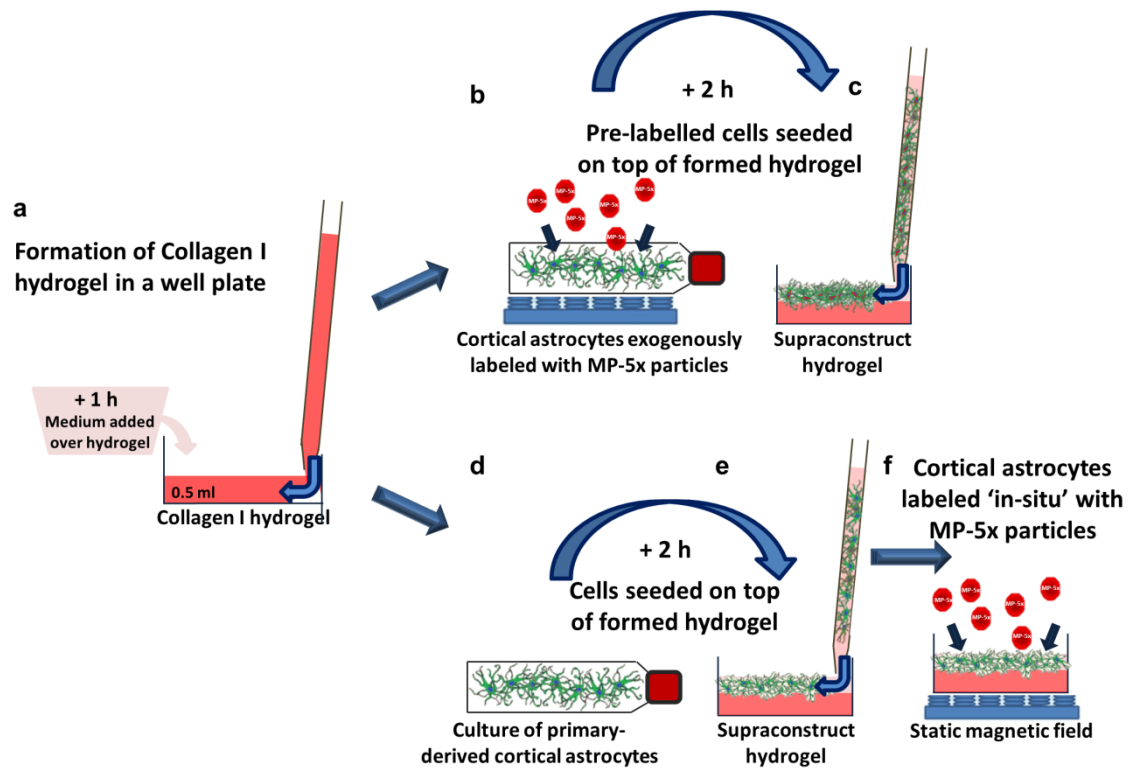 a
Formation of Collagen I
hydrogel in a well plate
+ 1 h
Medium added
over hydrogel
0.5 ml
Collagen I hydrogel
b
+ 2 h
c
Pre-labelled cells seeded
on top of formed hydrogel
MP-5x
MP-5x
MP-5x
MP-5x
MP-5x
MP-5x
Cortical astrocytes exogenously
labeled with MP-5x particles
Supraconstruct
hydrogel
d
+ 2 h
e
Cells seeded on top
of formed hydrogel
Culture of primary-
derived cortical astrocytes
Supraconstruct
hydrogel
f
Cortical astrocytes
labeled ‘in-situ’ with
MP-5x particles
MP-5x
MP-5x
MP-5x
MP-5x
MP-5x
MP-5x
Static magnetic field